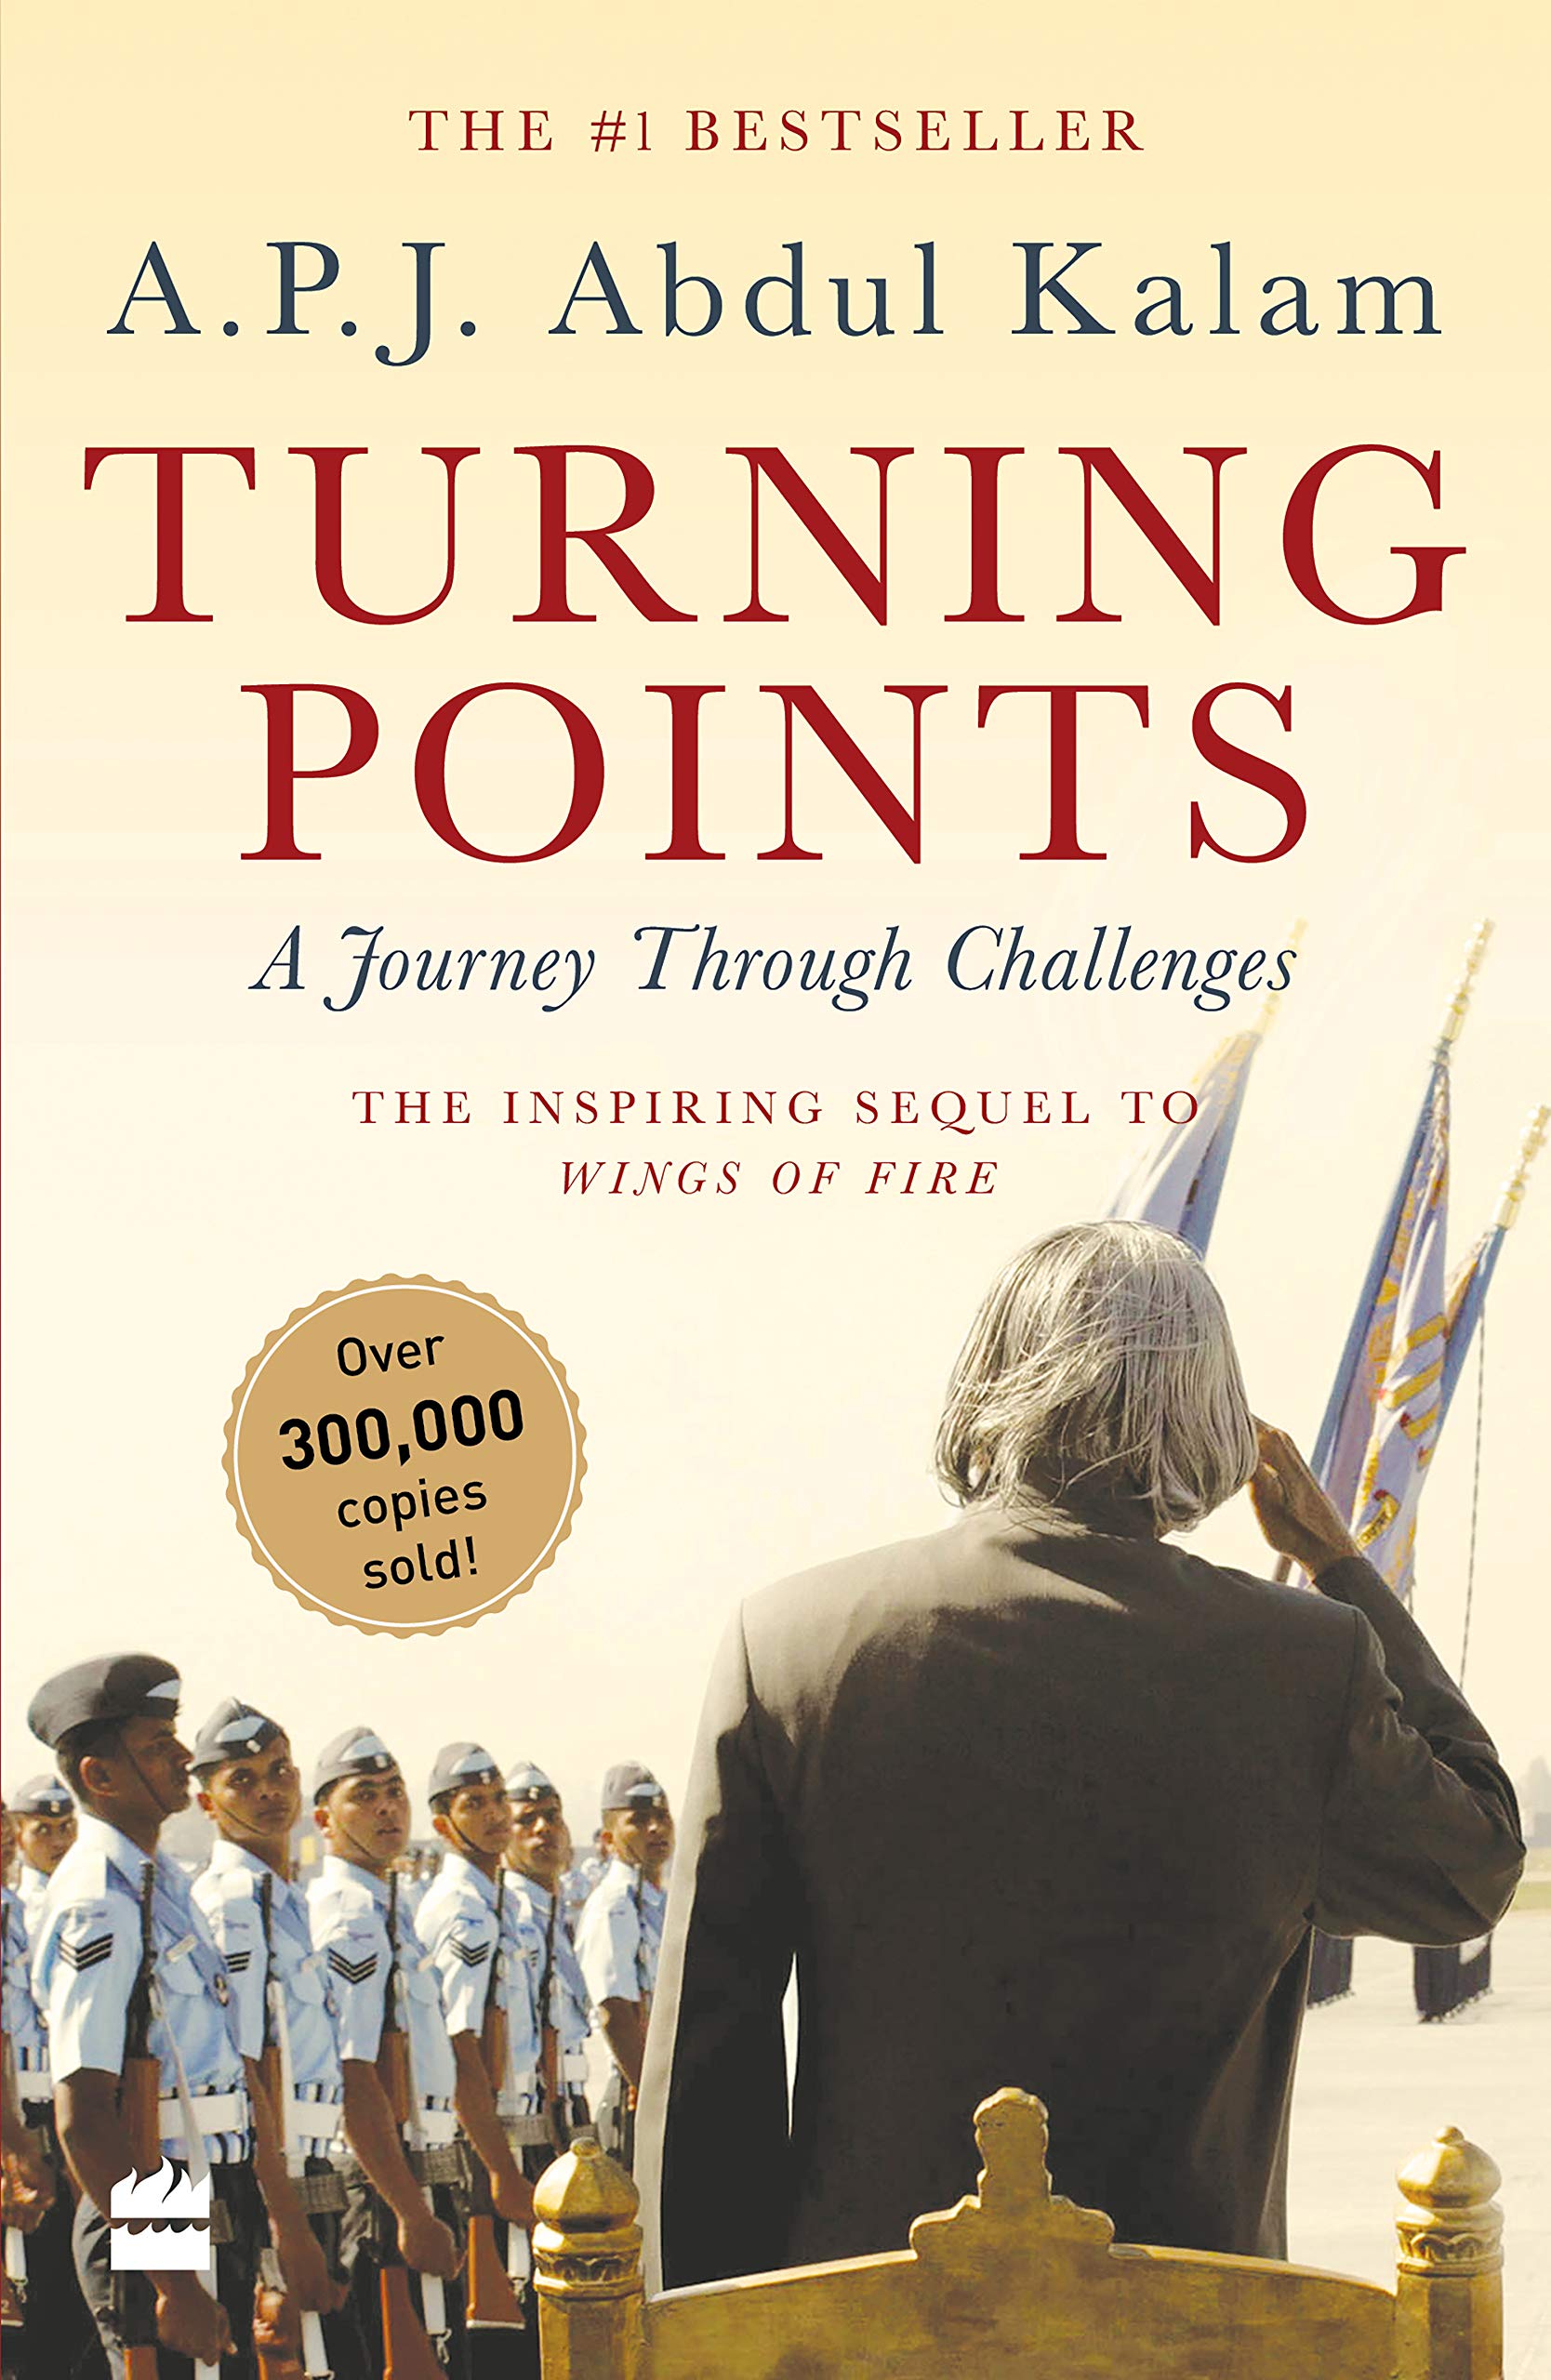 THE #1 BESTSELLER
A.P.J. Abdul Kalam
TURNING
POINTS
A Journey Through Challenges
THE INSPIRING SEQUEL TO
WINGS OF FIRE
Over
300,000
copies
sold!